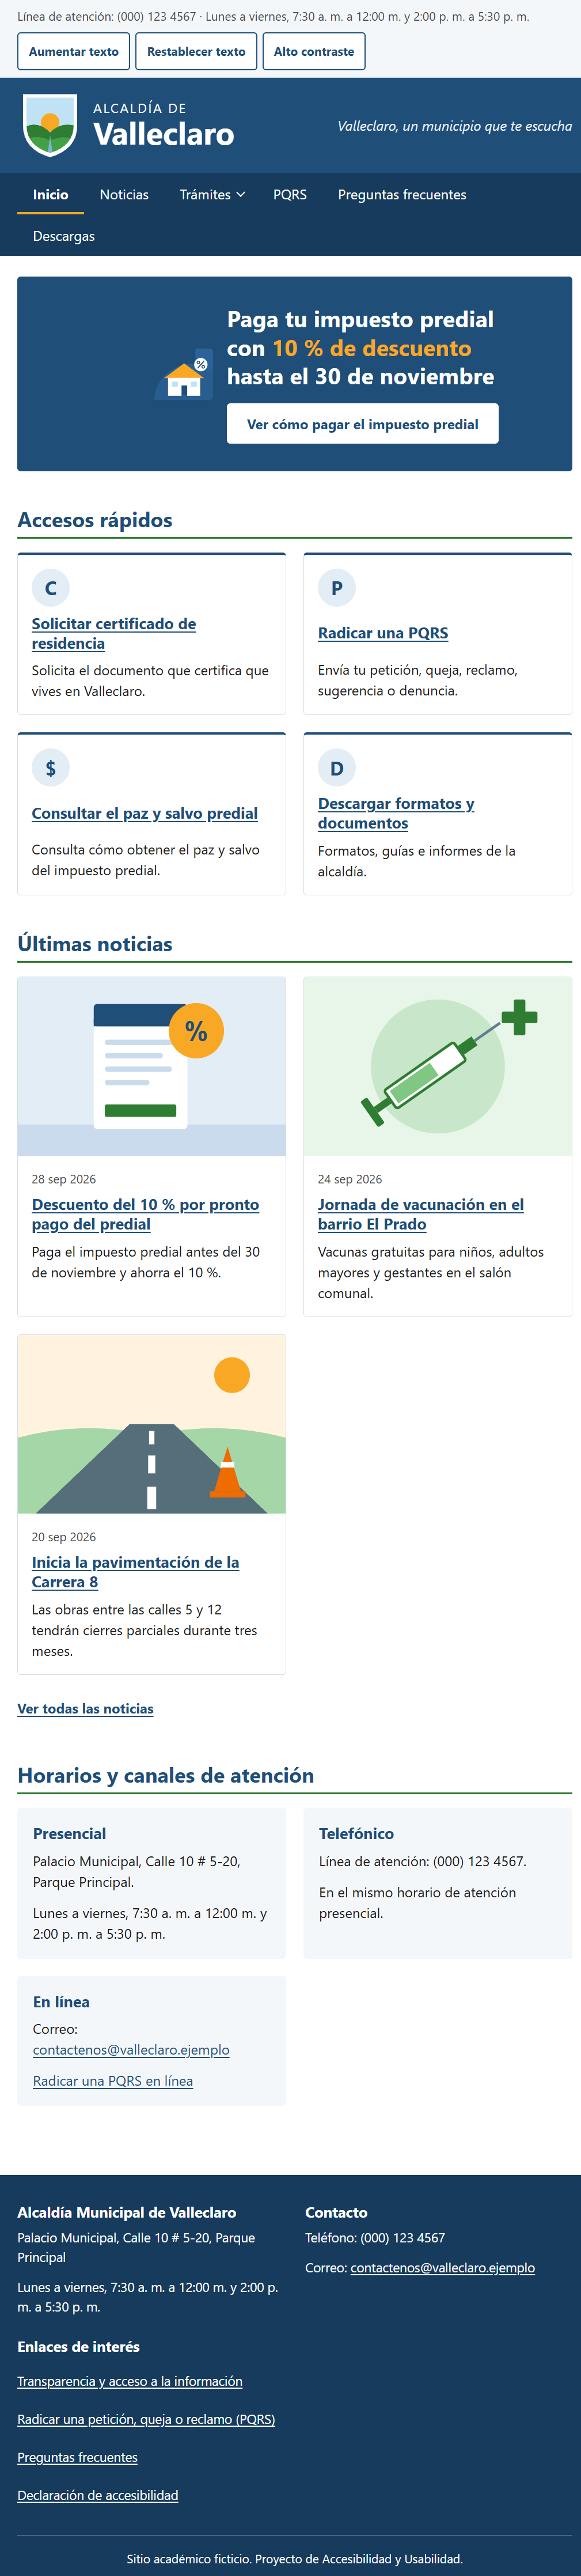 Línea de atención: (000) 123 4567 · Lunes a viernes, 7:30 a. m. a 12:00 m. y 2:00 p. m. a 5:30 p. m.
Aumentar texto
Restablecer texto
Alto contraste
ALCALDÍA DE
Valleclaro
Valleclaro, un municipio que te escucha
Inicio
Noticias
Trámites
PQRS
Preguntas frecuentes
Descargas
%
Paga tu impuesto predial
con 10 % de descuento
hasta el 30 de noviembre
Ver cómo pagar el impuesto predial
Accesos rápidos
C
Solicitar certificado de
residencia
Solicita el documento que certifica que
vives en Valleclaro.
P
Radicar una PQRS
Envía tu petición, queja, reclamo,
sugerencia o denuncia.
$
Consultar el paz y salvo predial
Consulta cómo obtener el paz y salvo
del impuesto predial.
D
Descargar formatos y
documentos
Formatos, guías e informes de la
alcaldía.
Últimas noticias
%
28 sep 2026
Descuento del 10 % por pronto
pago del predial
Paga el impuesto predial antes del 30
de noviembre y ahorra el 10 %.
24 sep 2026
Jornada de vacunación en el
barrio El Prado
Vacunas gratuitas para niños, adultos
mayores y gestantes en el salón
comunal.
20 sep 2026
Inicia la pavimentación de la
Carrera 8
Las obras entre las calles 5 y 12
tendrán cierres parciales durante tres
meses.
Ver todas las noticias
Horarios y canales de atención
Presencial
Palacio Municipal, Calle 10 # 5-20,
Parque Principal.
Lunes a viernes, 7:30 a. m. a 12:00 m. y
2:00 p. m. a 5:30 p. m.
Telefónico
Línea de atención: (000) 123 4567.
En el mismo horario de atención
presencial.
En línea
Correo:
contactenos@valleclaro.ejemplo
Radicar una PQRS en línea
Alcaldía Municipal de Valleclaro
Palacio Municipal, Calle 10 # 5-20, Parque
Principal
Lunes a viernes, 7:30 a. m. a 12:00 m. y 2:00 p.
m. a 5:30 p. m.
Contacto
Teléfono: (000) 123 4567
Correo: contactenos@valleclaro.ejemplo
Enlaces de interés
Transparencia y acceso a la información
Radicar una petición, queja o reclamo (PQRS)
Preguntas frecuentes
Declaración de accesibilidad
Sitio académico ficticio. Proyecto de Accesibilidad y Usabilidad.